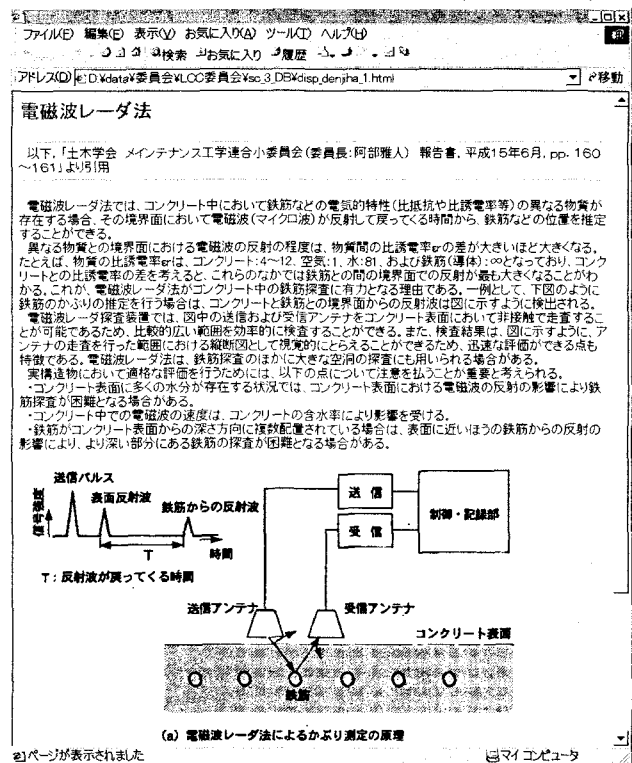 ファイル(F) 編集(E) 表示(V) お気に入り(A) ツール(T) ヘルプ(H)
検索 お気に入り 履歴
アドレス(D) D:¥data¥委員会¥LCC委員会¥sc_3_DB¥disp_denjiha_1.html 移動
電磁波レーダ法
以下,「土木学会 メインテナンス工学連合小委員会(委員長:阿部雅人) 報告書, 平成15年6月, pp. 160
~161」より引用
電磁波レーダ法では、コンクリート中において鉄筋などの電気的特性(比抵抗や比誘電率等)の異なる物質が
存在する場合、その境界面において電磁波(マイクロ波)が反射して戻ってくる時間から、鉄筋などの位置を推定
することができる。
異なる物質との境界面における電磁波の反射の程度は、物質間の比誘電率εrの差が大きいほど大きくなる。
たとえば、物質の比誘電率εrは、コンクリート:4~12、空気:1、水:81、および鉄筋(導体):∞となっており、コンク
リートとの比誘電率の差を考えると、これらのなかでは鉄筋との間の境界面での反射が最も大きくなることがわ
かる。これが、電磁波レーダ法がコンクリート中の鉄筋探査に有力となる理由である。一例として、下図のように
鉄筋のかぶりの推定を行う場合は、コンクリートと鉄筋との境界面からの反射波は図に示すように検出される。
電磁波レーダ探査装置では、図中の送信および受信アンテナをコンクリート表面において非接触で走査するこ
とが可能であるため、比較的広い範囲を効率的に検査することができる。また、検査結果は、図に示すように、ア
ンテナの走査を行った範囲における縦断図として視覚的にとらえることができるため、迅速な評価ができる点も
特徴である。電磁波レーダ法は、鉄筋探査のほかに大きな空洞の探査にも用いられる場合がある。
実構造物において適格な評価を行うためには、以下の点について注意を払うことが重要と考えられる。
・コンクリート表面に多くの水分が存在する状況では、コンクリート表面における電磁波の反射の影響により鉄
筋探査が困難となる場合がある。
・コンクリート中での電磁波の速度は、コンクリートの含水率により影響を受ける。
・鉄筋がコンクリート表面からの深さ方向に複数配置されている場合は、表面に近いほうの鉄筋からの反射の
影響により、より深い部分にある鉄筋の探査が困難となる場合がある。
送信パルス
表面反射波
鉄筋からの反射波
信号強度
T
時間
T:反射波が戻ってくる時間
送信
受信
制御・記録部
送信アンテナ
受信アンテナ
コンクリート表面
鉄筋
(a) 電磁波レーダ法によるかぶり測定の原理
ページが表示されました
マイ コンピュータ